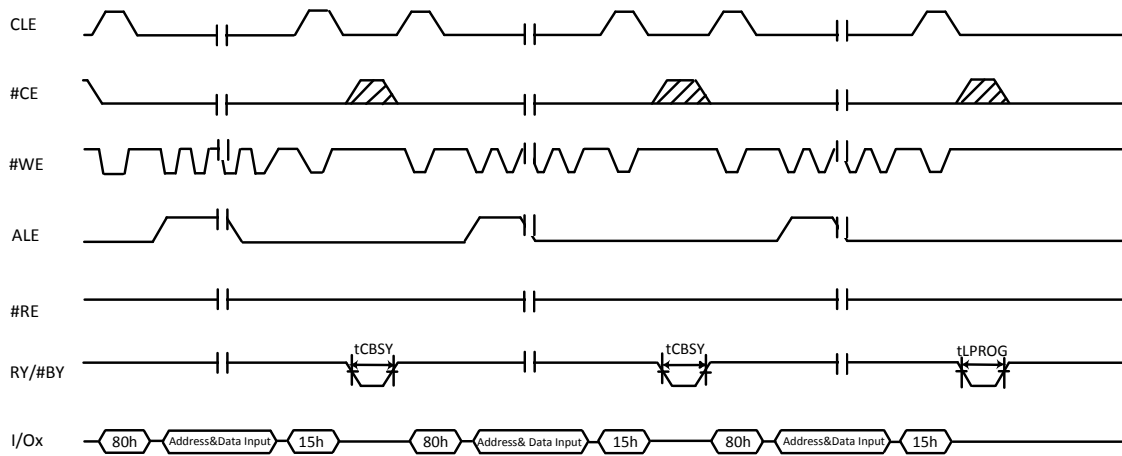 CLE
#CE
#WE
ALE
#RE
RY/#BY tCBSY tCBSY tLPROG
I/Ox 80h Address&Data Input 15h 80h Address& Data Input 15h 80h Address&Data Input 15h